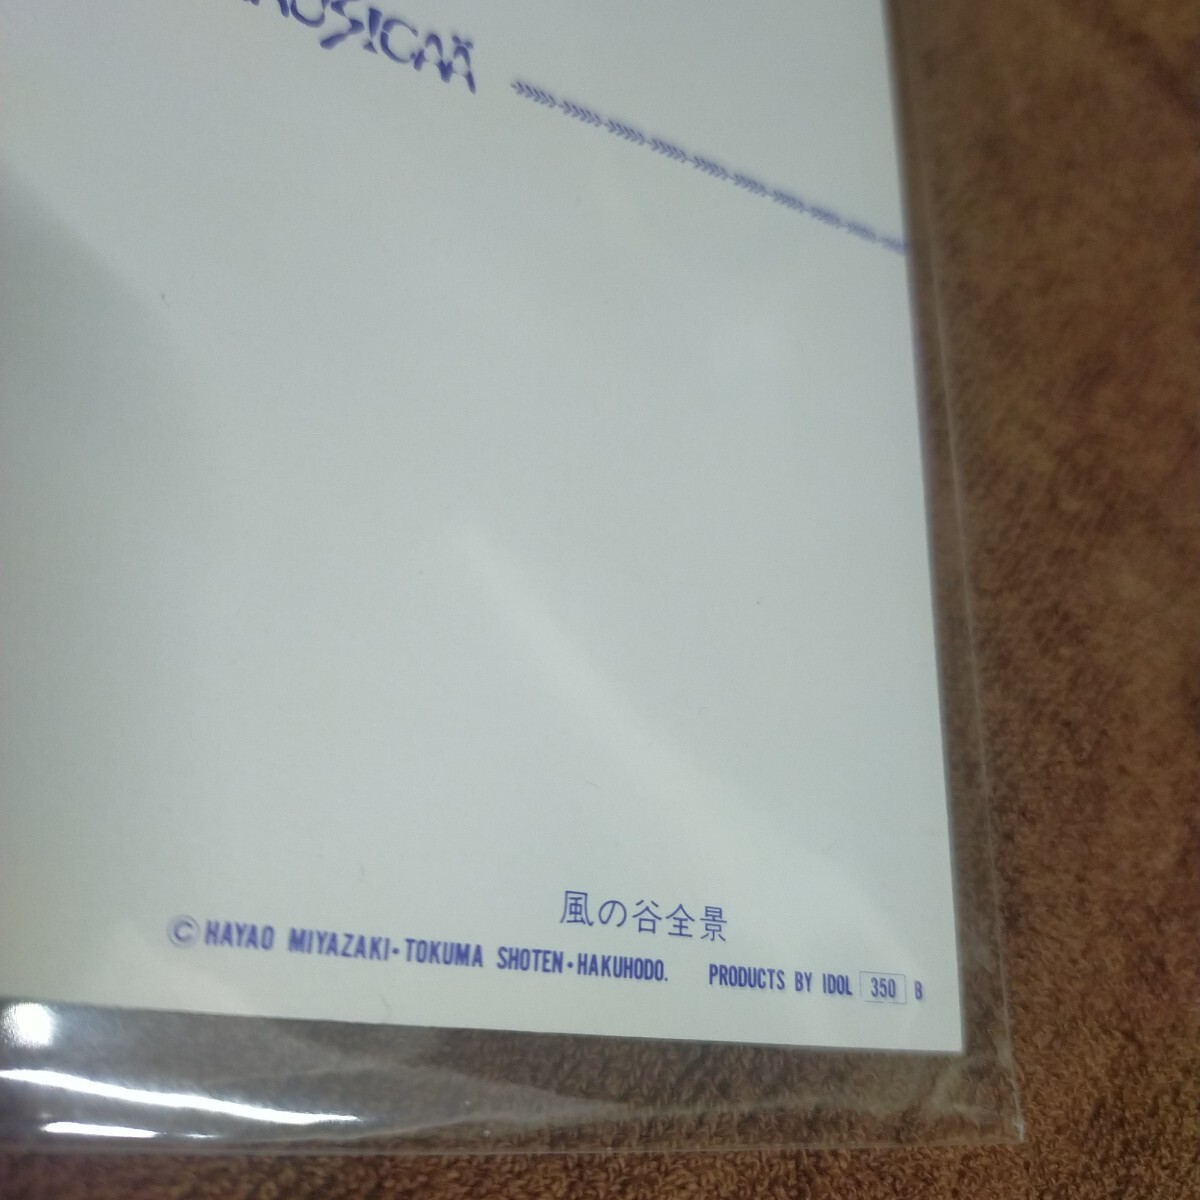 風の谷全景
© HAYAO MIYAZAKI・TOKUMA SHOTEN・HAKUHODO. PRODUCTS BY IDOL 350 B